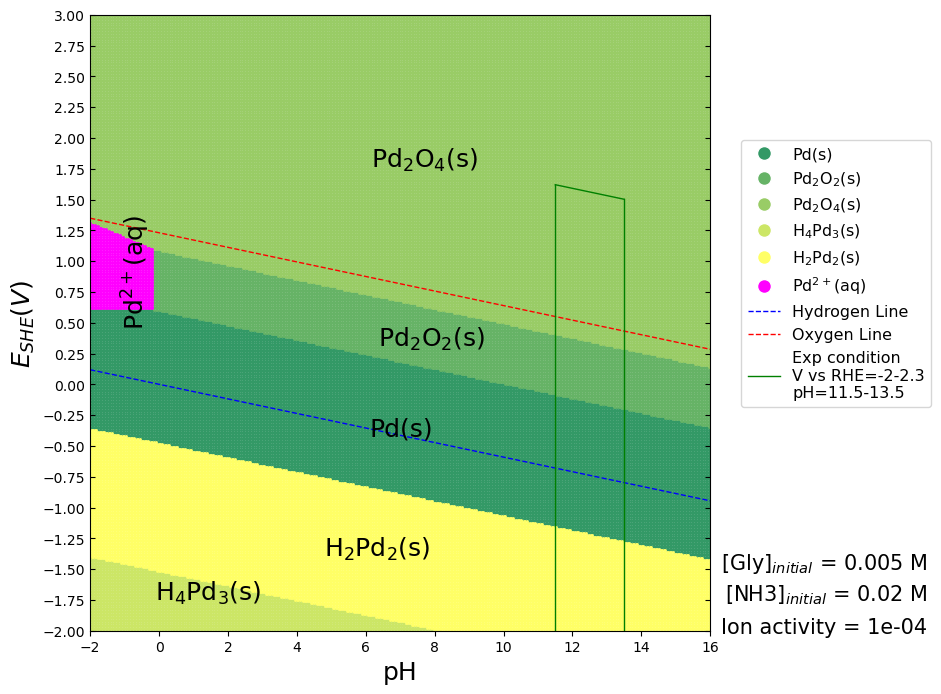 3.00
2.75
2.50
2.25
2.00
1.75
1.50
1.25
1.00
0.75
0.50
0.25
0.00
−0.25
−0.50
−0.75
−1.00
−1.25
−1.50
−1.75
−2.00
E_{SHE}(V)
Pd₂O₄(s)
Pd²⁺(aq)
Pd₂O₂(s)
Pd(s)
H₂Pd₂(s)
H₄Pd₃(s)
−2 0 2 4 6 8 10 12 14 16
pH
Pd(s)
Pd₂O₂(s)
Pd₂O₄(s)
H₄Pd₃(s)
H₂Pd₂(s)
Pd²⁺(aq)
Hydrogen Line
Oxygen Line
Exp condition
V vs RHE=-2-2.3
pH=11.5-13.5
[Gly]_{initial} = 0.005 M
[NH3]_{initial} = 0.02 M
Ion activity = 1e-04